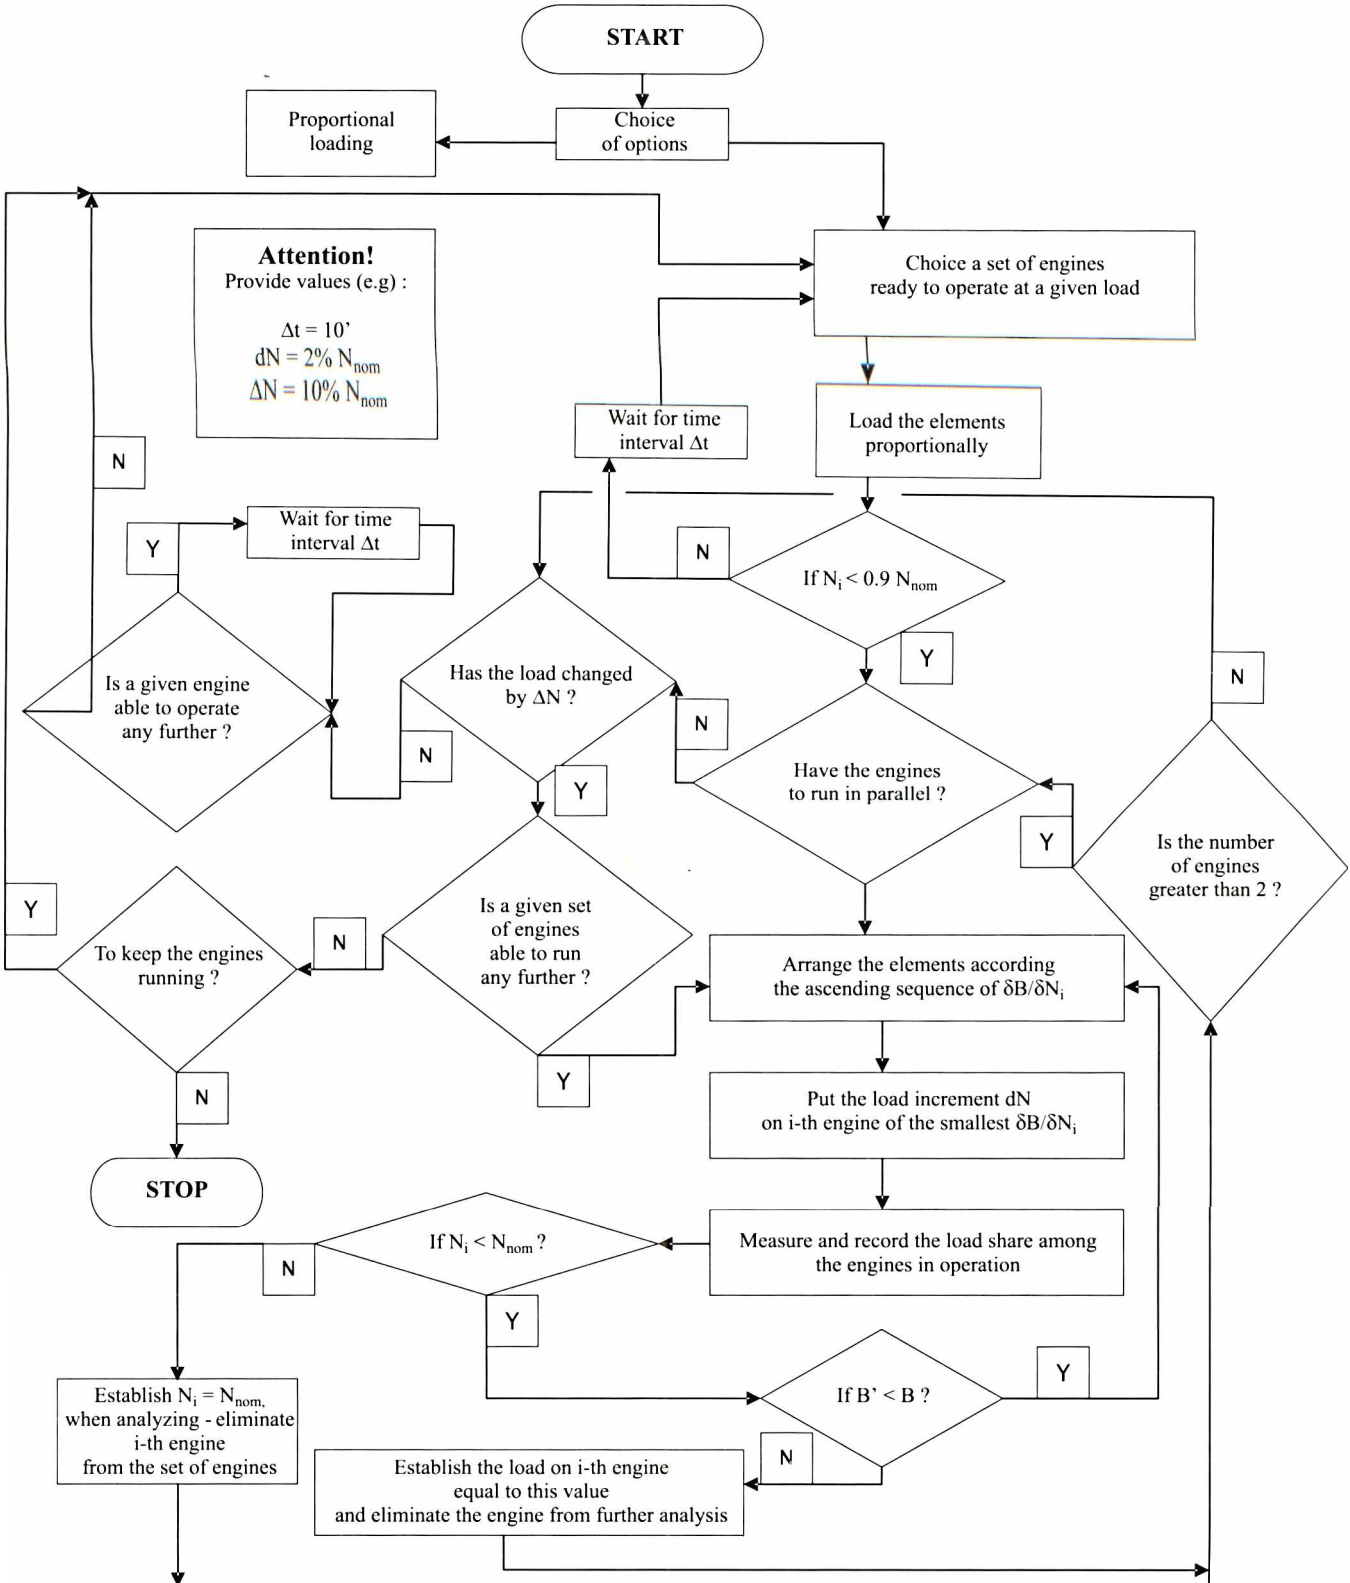 START
Proportional
loading
Choice
of options
Attention!
Provide values (e.g) :
Δt = 10’
dN = 2% Nnom
ΔN = 10% Nnom
Choice a set of engines
ready to operate at a given load
Wait for time
interval Δt
Load the elements
proportionally
N
Y
Wait for time
interval Δt
N
If Ni < 0.9 Nnom
Y
Is a given engine
able to operate
any further ?
Has the load changed
by ΔN ?
N
N
Y
Have the engines
to run in parallel ?
N
Y
Is the number
of engines
greater than 2 ?
Y
To keep the engines
running ?
N
Is a given set
of engines
able to run
any further ?
Arrange the elements according
the ascending sequence of δB/δNi
N
Y
Put the load increment dN
on i-th engine of the smallest δB/δNi
STOP
If Ni < Nnom ?
Measure and record the load share among
the engines in operation
N
Y
If B’ < B ?
Y
Establish Ni = Nnom,
when analyzing - eliminate
i-th engine
from the set of engines
N
Establish the load on i-th engine
equal to this value
and eliminate the engine from further analysis